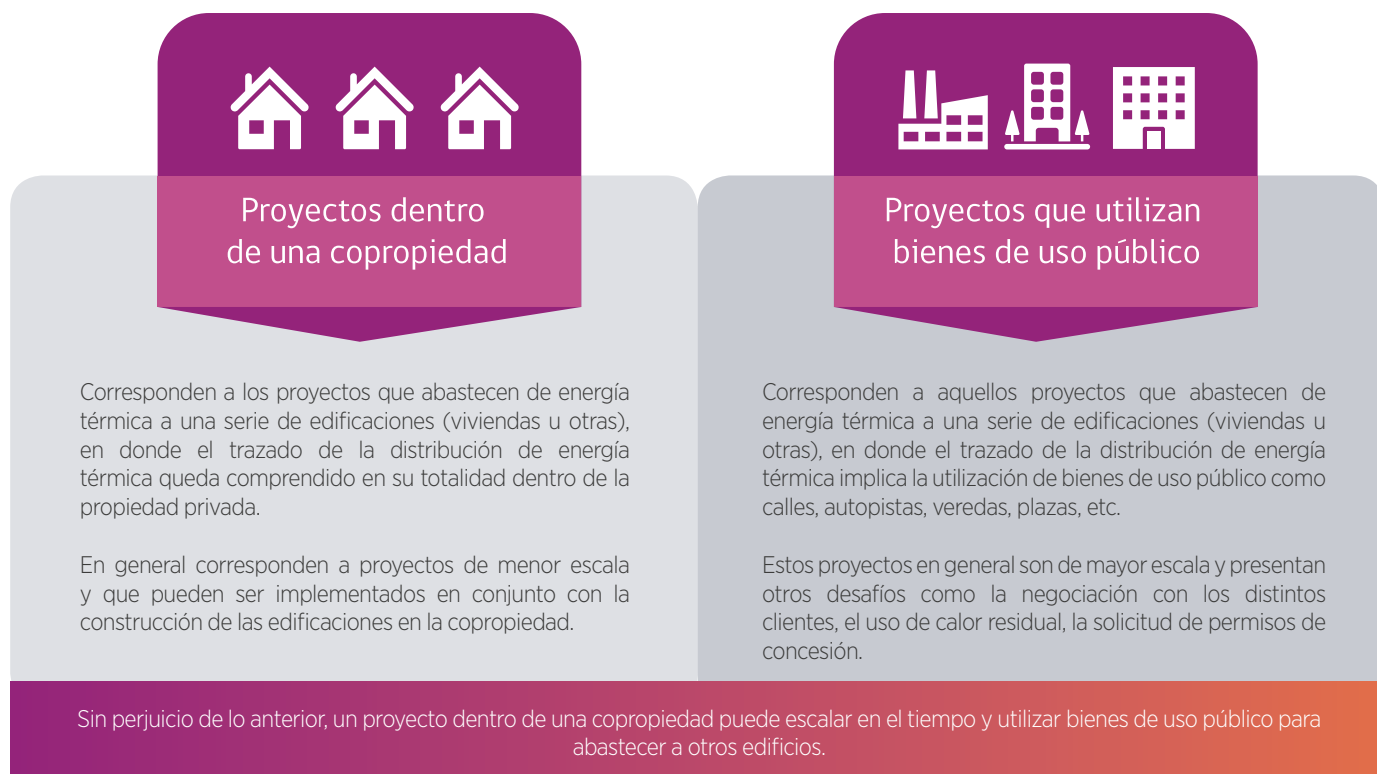 Proyectos dentro
de una copropiedad
Corresponden a los proyectos que abastecen de energía
térmica a una serie de edificaciones (viviendas u otras),
en donde el trazado de la distribución de energía
térmica queda comprendido en su totalidad dentro de la
propiedad privada.
En general corresponden a proyectos de menor escala
y que pueden ser implementados en conjunto con la
construcción de las edificaciones en la copropiedad.
Proyectos que utilizan
bienes de uso público
Corresponden a aquellos proyectos que abastecen de
energía térmica a una serie de edificaciones (viviendas u
otras), en donde el trazado de la distribución de energía
térmica implica la utilización de bienes de uso público como
calles, autopistas, veredas, plazas, etc.
Estos proyectos en general son de mayor escala y presentan
otros desafíos como la negociación con los distintos
clientes, el uso de calor residual, la solicitud de permisos de
concesión.
Sin perjuicio de lo anterior, un proyecto dentro de una copropiedad puede escalar en el tiempo y utilizar bienes de uso público para
abastecer a otros edificios.